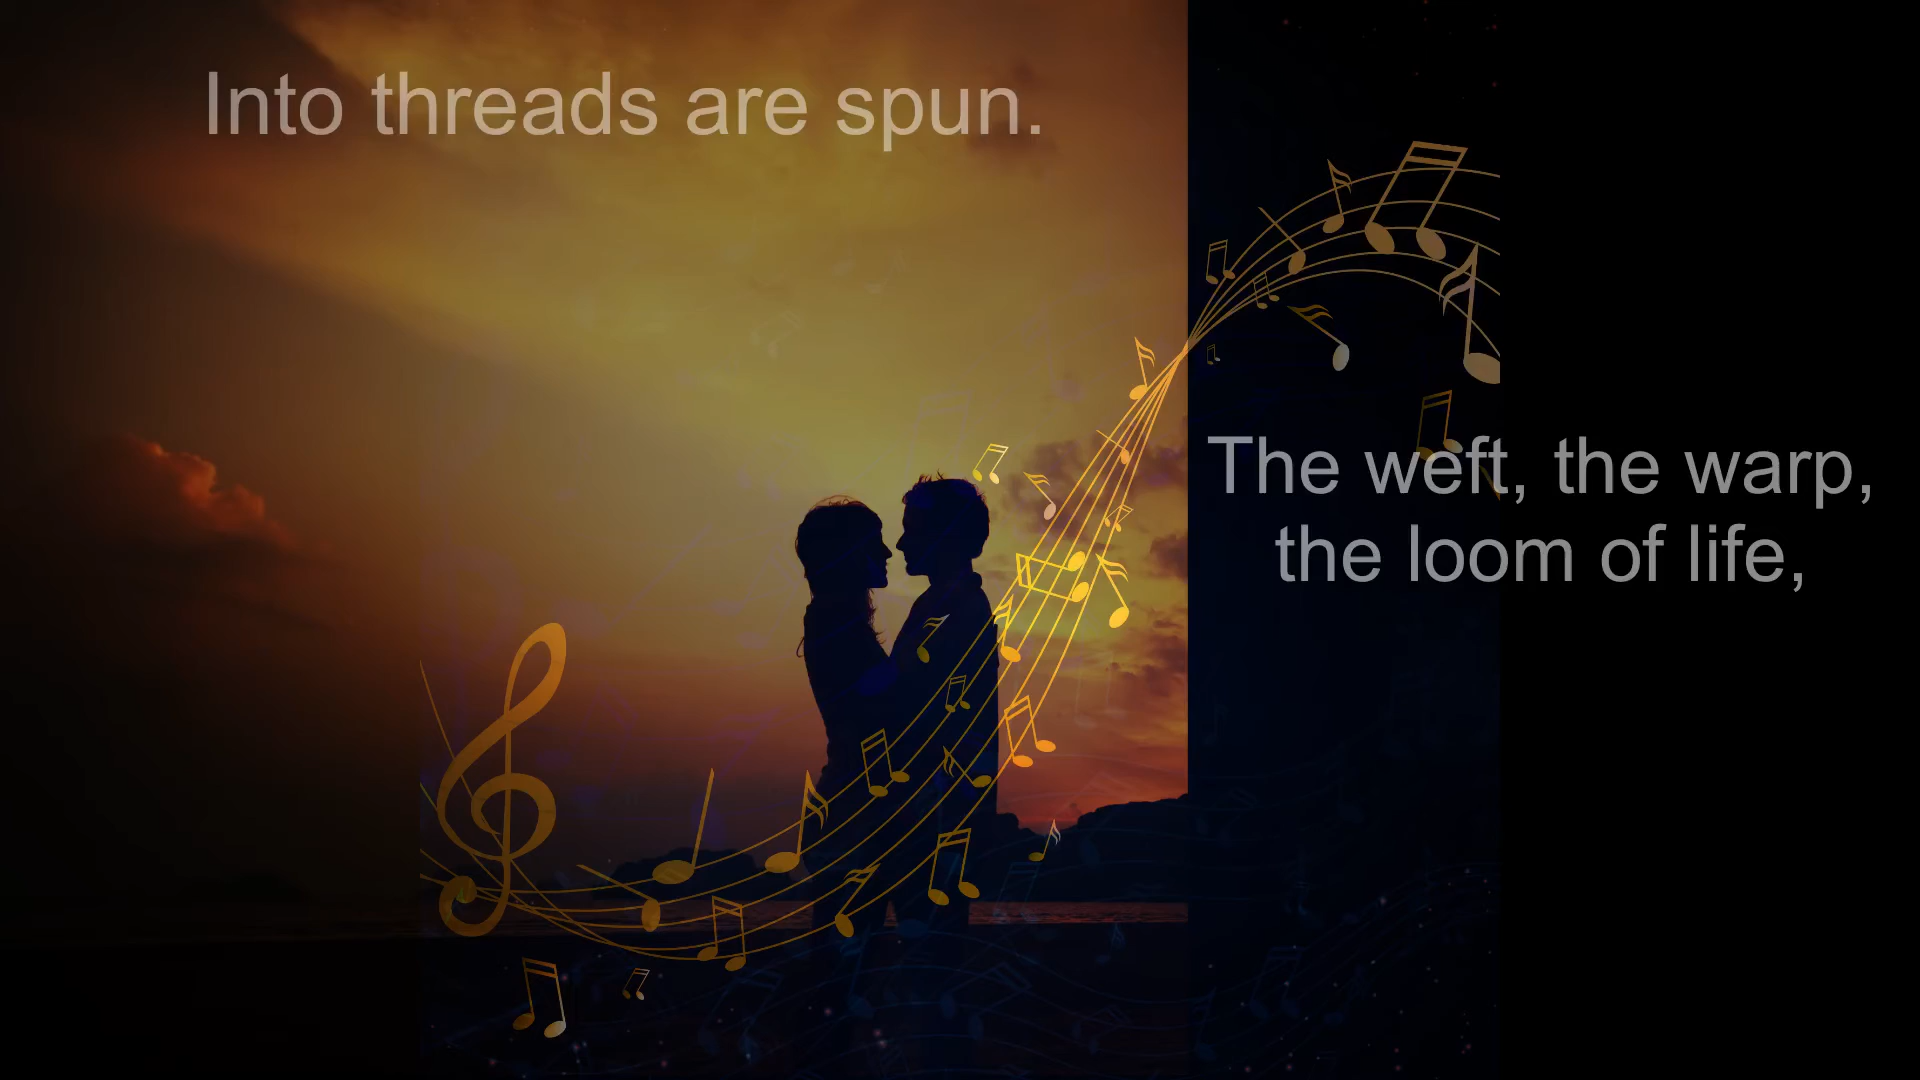 Into threads are spun.
The weft, the warp,
the loom of life,